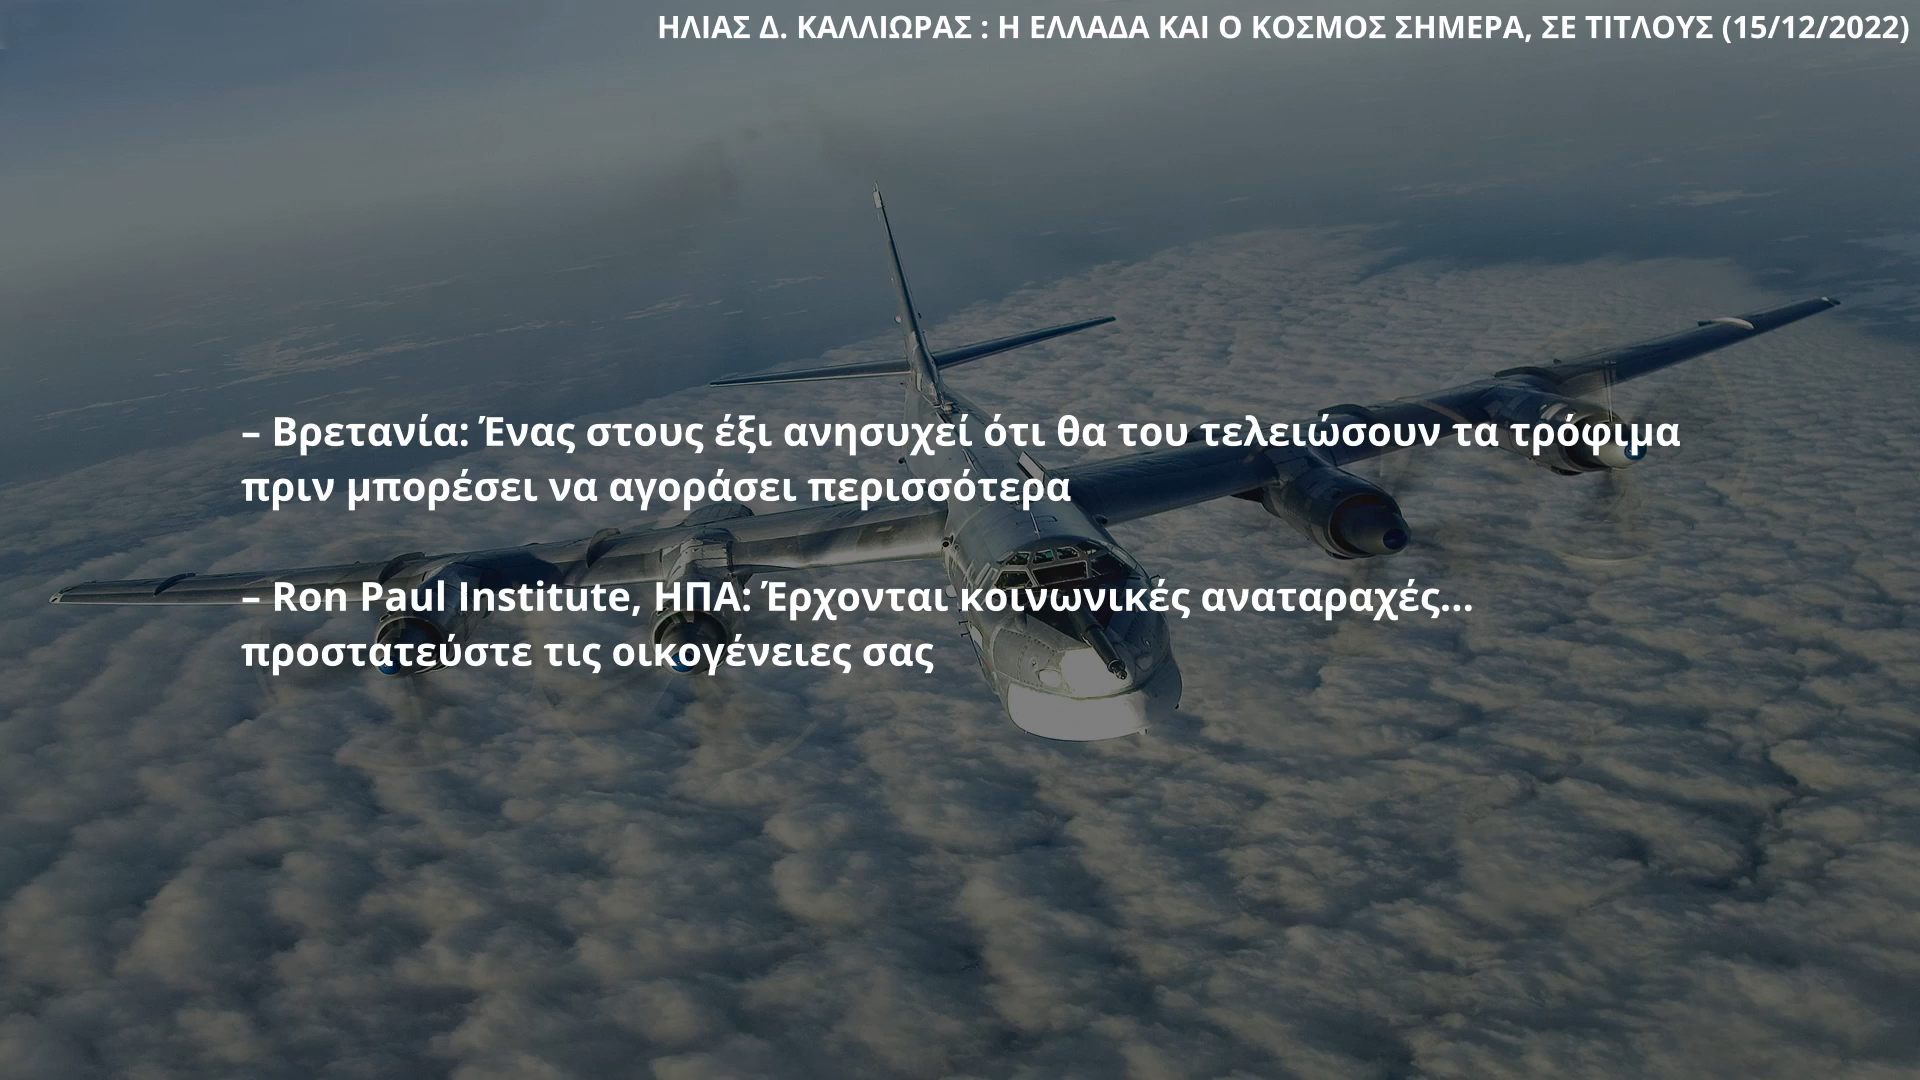 ΗΛΙΑΣ Δ. ΚΑΛΛΙΩΡΑΣ : Η ΕΛΛΑΔΑ ΚΑΙ Ο ΚΟΣΜΟΣ ΣΗΜΕΡΑ, ΣΕ ΤΙΤΛΟΥΣ (15/12/2022)
– Βρετανία: Ένας στους έξι ανησυχεί ότι θα του τελειώσουν τα τρόφιμα
πριν μπορέσει να αγοράσει περισσότερα
– Ron Paul Institute, ΗΠΑ: Έρχονται κοινωνικές αναταραχές...
προστατεύστε τις οικογένειες σας